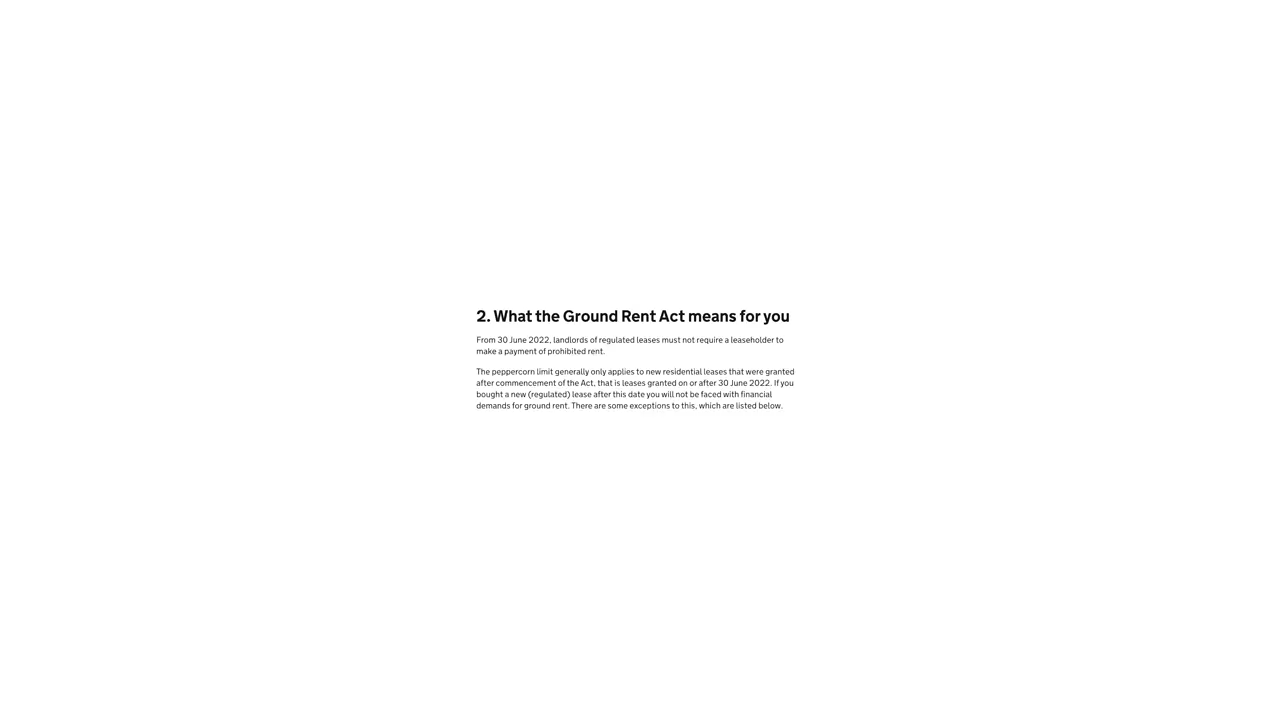 2. What the Ground Rent Act means for you
From 30 June 2022, landlords of regulated leases must not require a leaseholder to
make a payment of prohibited rent.
The peppercorn limit generally only applies to new residential leases that were granted
after commencement of the Act, that is leases granted on or after 30 June 2022. If you
bought a new (regulated) lease after this date you will not be faced with financial
demands for ground rent. There are some exceptions to this, which are listed below.